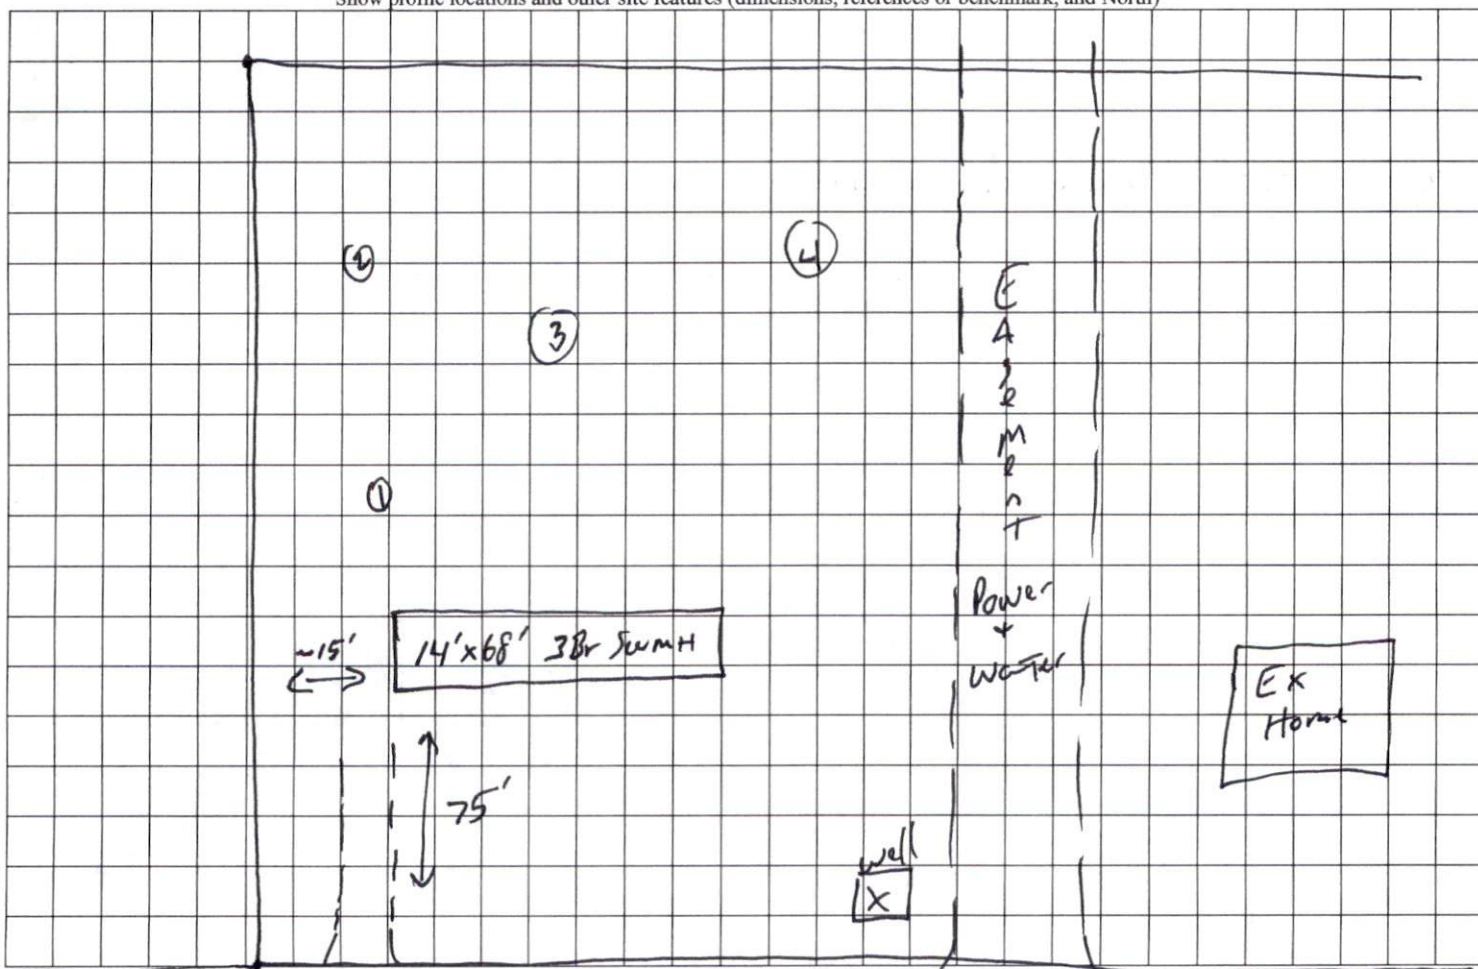 Show profile locations and other site features (dimensions, references or benchmark, and North)
2
4
3
EAsemenT
1
Power
+
Water
~15'
14'x68' 3Br SWMH
Ex
Home
75'
well
X